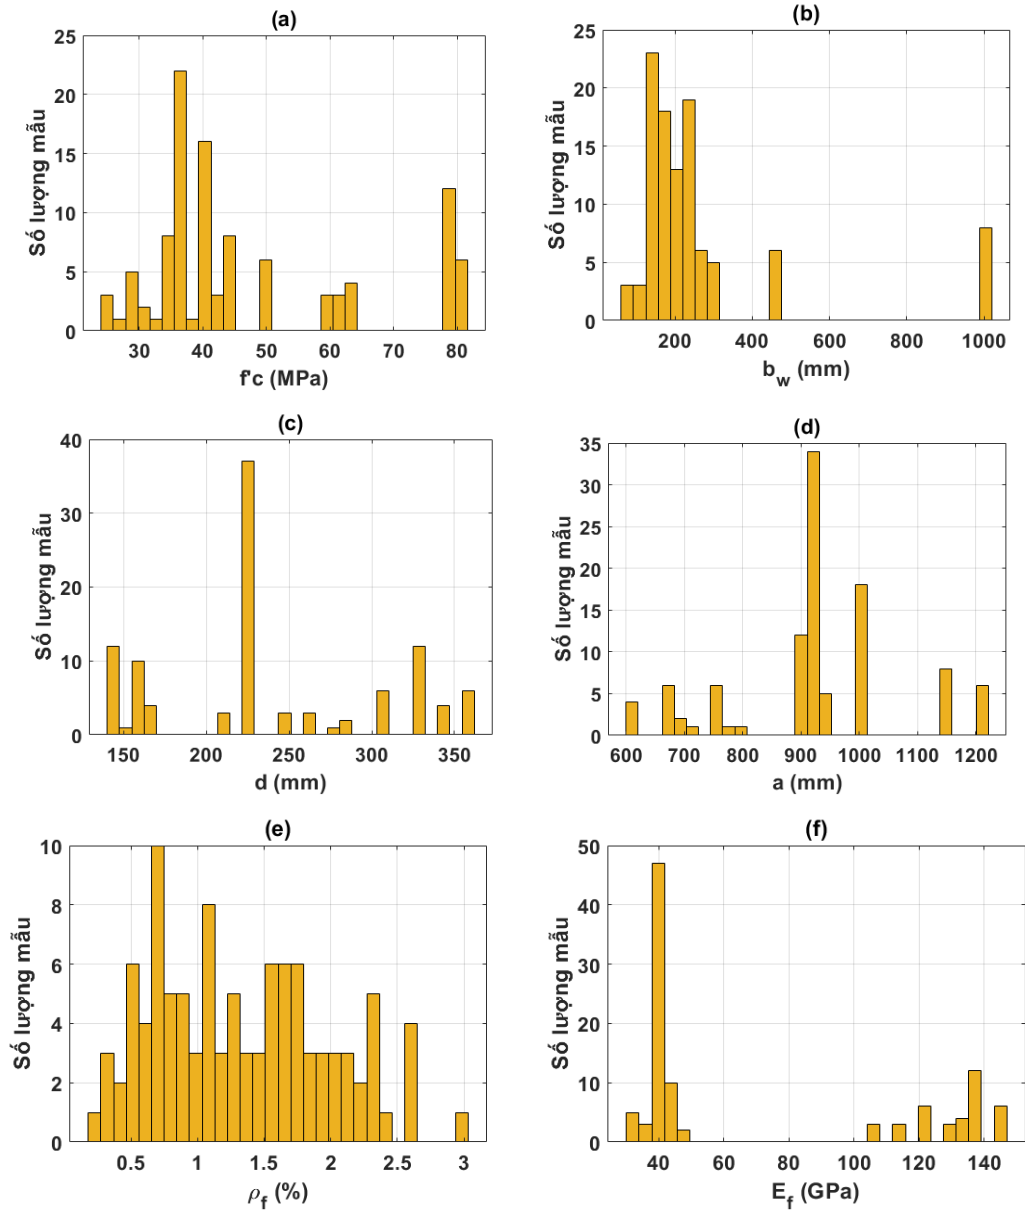 (a)
25
20
15
10
5
0
Số lượng mẫu
30 40 50 60 70 80
f'c (MPa)
(b)
25
20
15
10
5
0
Số lượng mẫu
200 400 600 800 1000
b_w (mm)
(c)
40
30
20
10
0
Số lượng mẫu
150 200 250 300 350
d (mm)
(d)
35
30
25
20
15
10
5
0
Số lượng mẫu
600 700 800 900 1000 1100 1200
a (mm)
(e)
10
8
6
4
2
0
Số lượng mẫu
0.5 1 1.5 2 2.5 3
ρ_f (%)
(f)
50
40
30
20
10
0
Số lượng mẫu
40 60 80 100 120 140
E_f (GPa)